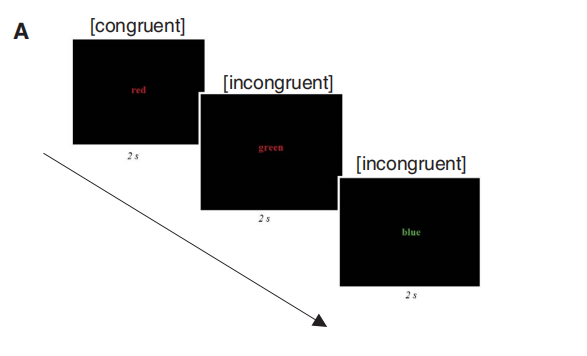 A
[congruent]
red
2 s
[incongruent]
green
2 s
[incongruent]
blue
2 s